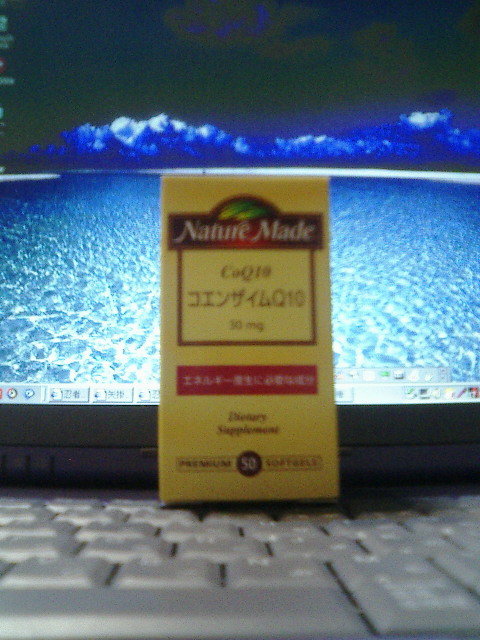 Nature Made
CoQ10
コエンザイムQ10
30 mg
エネルギー産生に必要な成分
Dietary
Supplement
PREMIUM 50 SOFTGELS